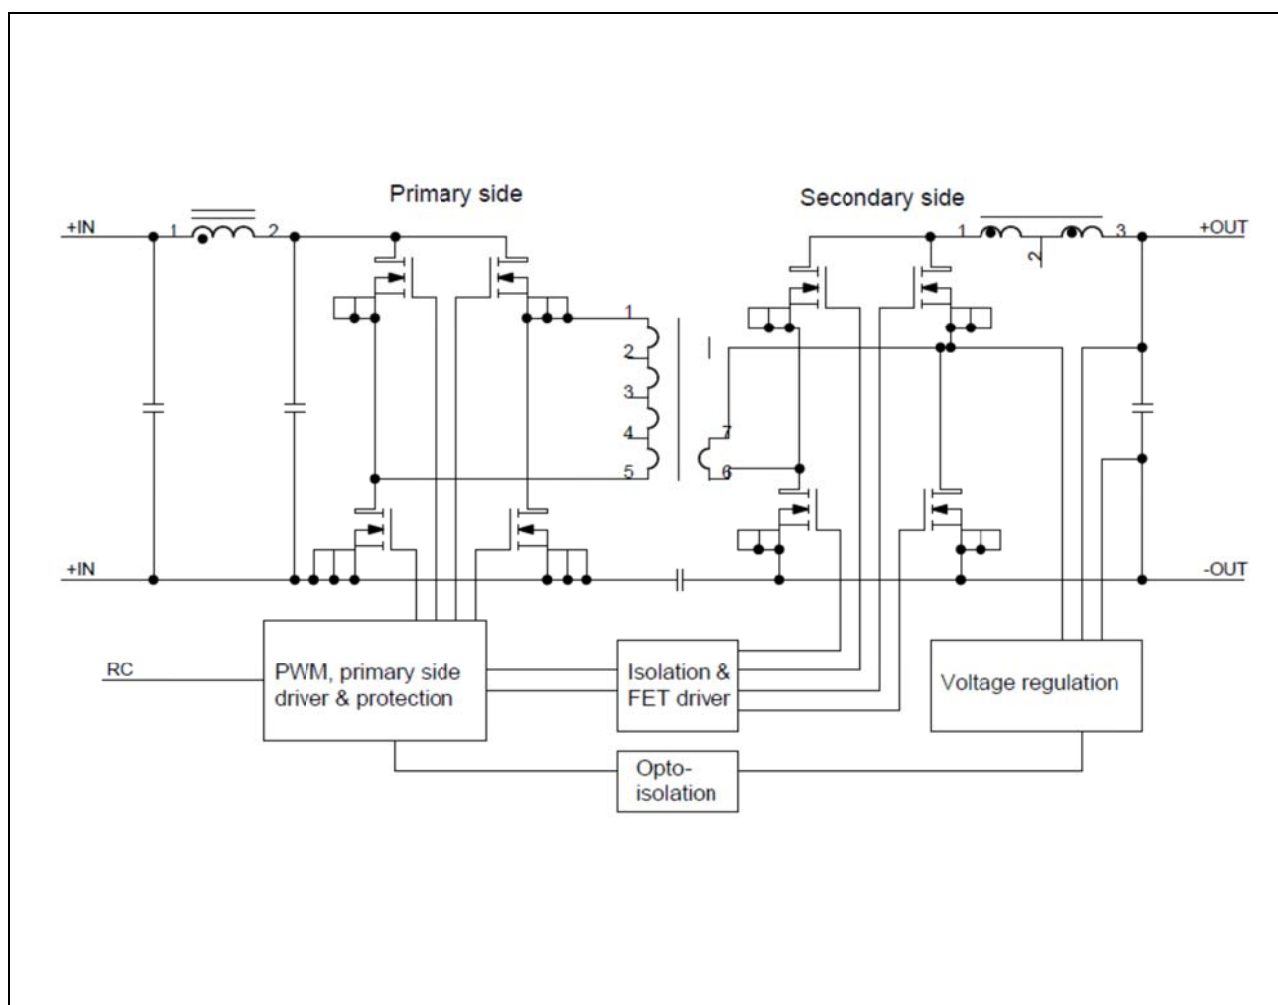 Primary side
Secondary side
+IN
1
2
1
2
3
+OUT
1
2
3
4
5
7
6
+IN
-OUT
RC
PWM, primary side
driver & protection
Isolation &
FET driver
Voltage regulation
Opto-
isolation